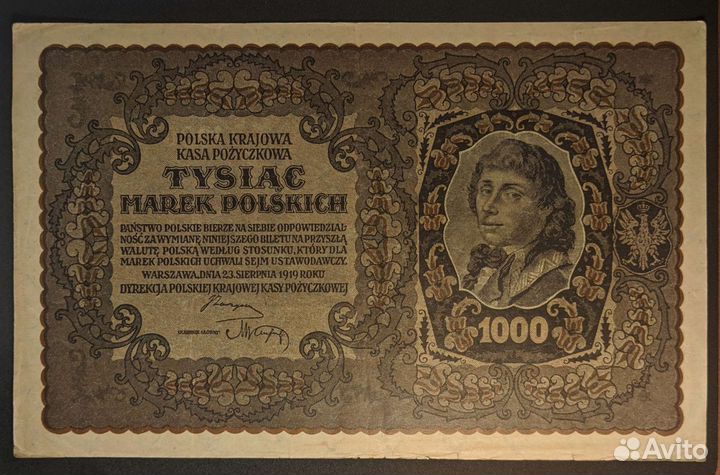 POLSKA KRAJOWA
KASA POŻYCZKOWA
TYSIĄC
MAREK POLSKICH
PAŃSTWO POLSKIE BIERZE NA SIEBIE ODPOWIEDZIAL
NOŚĆ ZA WYMIANĘ NINIEJSZEGO BILETU NA PRZYSZŁĄ
WALUTĘ POLSKĄ WEDŁUG STOSUNKU, KTÓRY DLA
MAREK POLSKICH UCHWALI SEJM USTAWODAWCZY.
WARSZAWA, DNIA 23. SIERPNIA 1919 ROKU
DYREKCJA POLSKIEJ KRAJOWEJ KASY POŻYCZKOWEJ
SKARBNIK GŁÓWNY:
1000
Avito